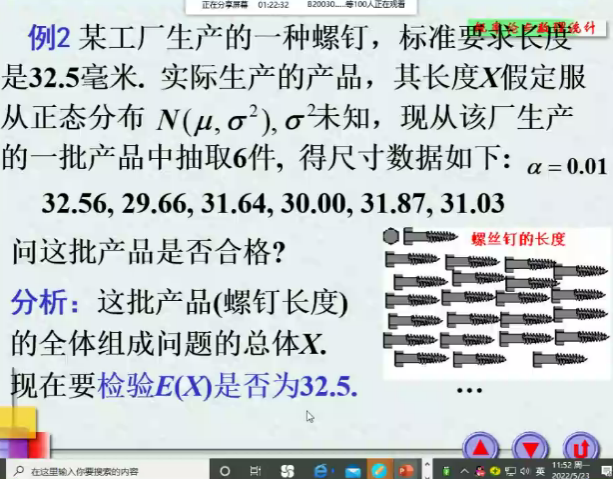 正在分享屏幕 01:22:32 B20030......等100人正在观看
概率论与数理统计
例2 某工厂生产的一种螺钉，标准要求长度
是32.5毫米. 实际生产的产品，其长度X假定服
从正态分布 N(μ, σ²), σ²未知，现从该厂生产
的一批产品中抽取6件, 得尺寸数据如下: α = 0.01
32.56, 29.66, 31.64, 30.00, 31.87, 31.03
问这批产品是否合格?
螺丝钉的长度
分析：这批产品(螺钉长度)
的全体组成问题的总体X.
现在要检验E(X)是否为32.5.
…
在这里输入你要搜索的内容
英
11:52 周一
2022/5/23